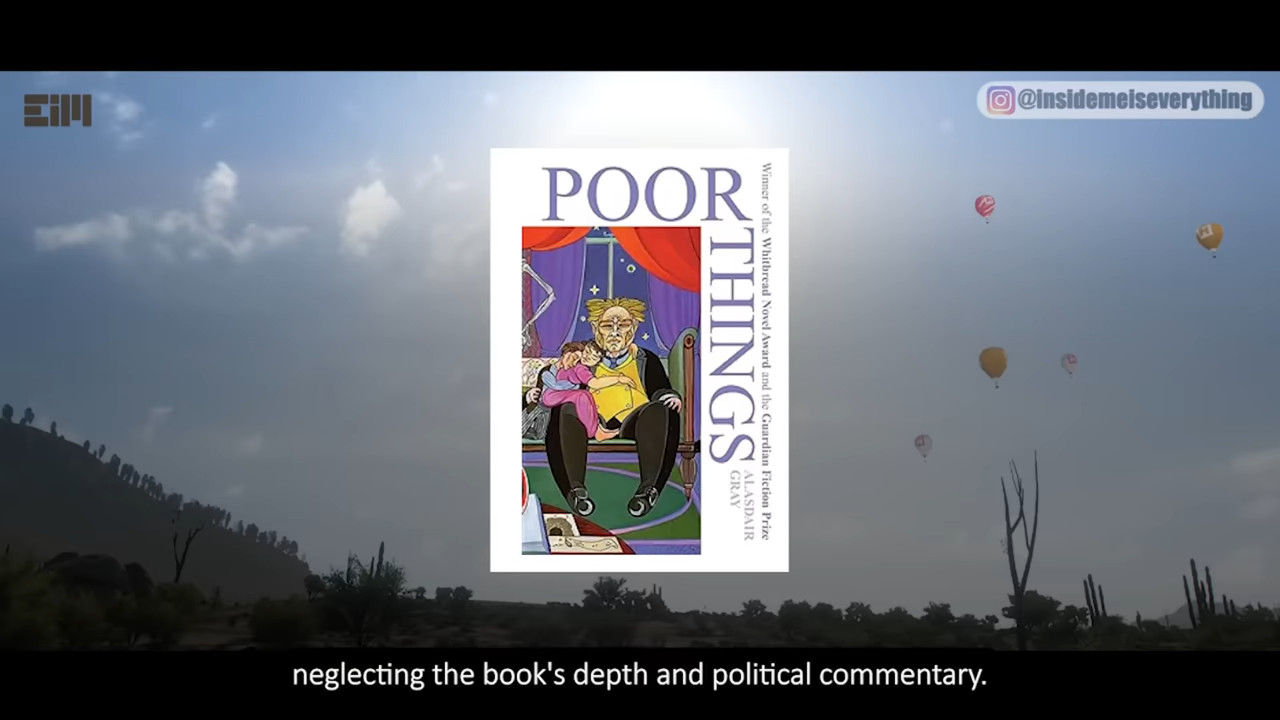 EiM
@insidemeiseverything
POOR
THINGS
Winner of the Whitbread Novel Award and the Guardian Fiction Prize
ALASDAIR
GRAY
neglecting the book's depth and political commentary.